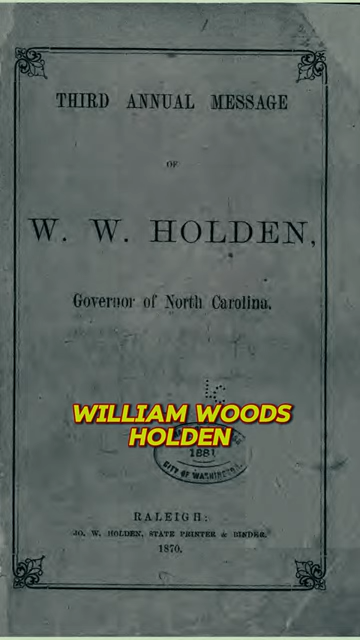 THIRD ANNUAL MESSAGE
OF
W. W. HOLDEN,
Governor of North Carolina.
WILLIAM WOODS
HOLDEN
1881
CITY OF WASHINGTON
RALEIGH:
JO. W. HOLDEN, STATE PRINTER & BINDER.
1870.